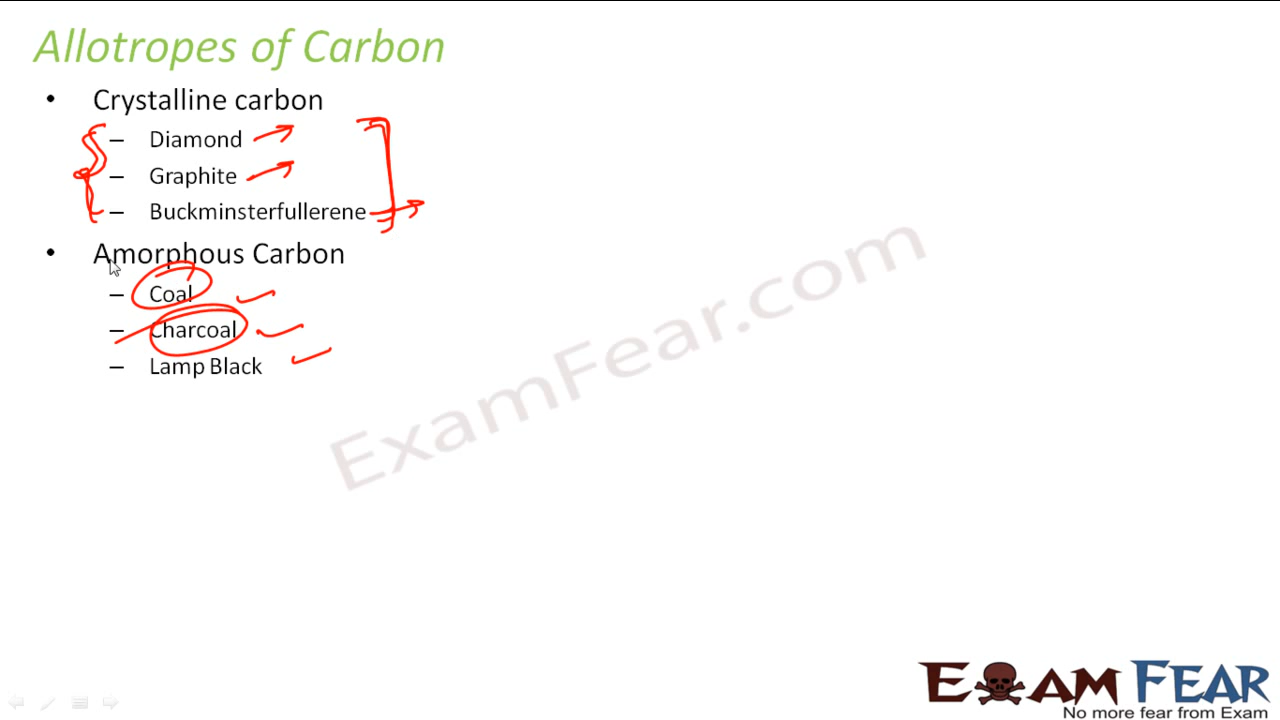 Allotropes of Carbon
• Crystalline carbon
– Diamond
– Graphite
– Buckminsterfullerene
• Amorphous Carbon
– Coal
– Charcoal
– Lamp Black
ExamFear.com
EXAM FEAR
No more fear from Exam